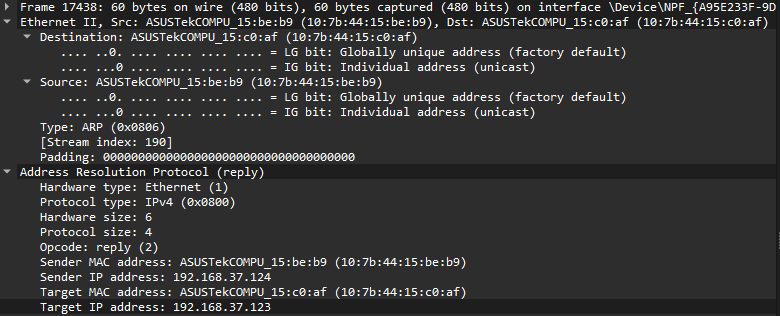 Frame 17438: 60 bytes on wire (480 bits), 60 bytes captured (480 bits) on interface \Device\NPF_{A95E233F-9D
Ethernet II, Src: ASUSTekCOMPU_15:be:b9 (10:7b:44:15:be:b9), Dst: ASUSTekCOMPU_15:c0:af (10:7b:44:15:c0:af)
Destination: ASUSTekCOMPU_15:c0:af (10:7b:44:15:c0:af)
.... ..0. .... .... .... .... = LG bit: Globally unique address (factory default)
.... ...0 .... .... .... .... = IG bit: Individual address (unicast)
Source: ASUSTekCOMPU_15:be:b9 (10:7b:44:15:be:b9)
.... ..0. .... .... .... .... = LG bit: Globally unique address (factory default)
.... ...0 .... .... .... .... = IG bit: Individual address (unicast)
Type: ARP (0x0806)
[Stream index: 190]
Padding: 000000000000000000000000000000000000
Address Resolution Protocol (reply)
Hardware type: Ethernet (1)
Protocol type: IPv4 (0x0800)
Hardware size: 6
Protocol size: 4
Opcode: reply (2)
Sender MAC address: ASUSTekCOMPU_15:be:b9 (10:7b:44:15:be:b9)
Sender IP address: 192.168.37.124
Target MAC address: ASUSTekCOMPU_15:c0:af (10:7b:44:15:c0:af)
Target IP address: 192.168.37.123